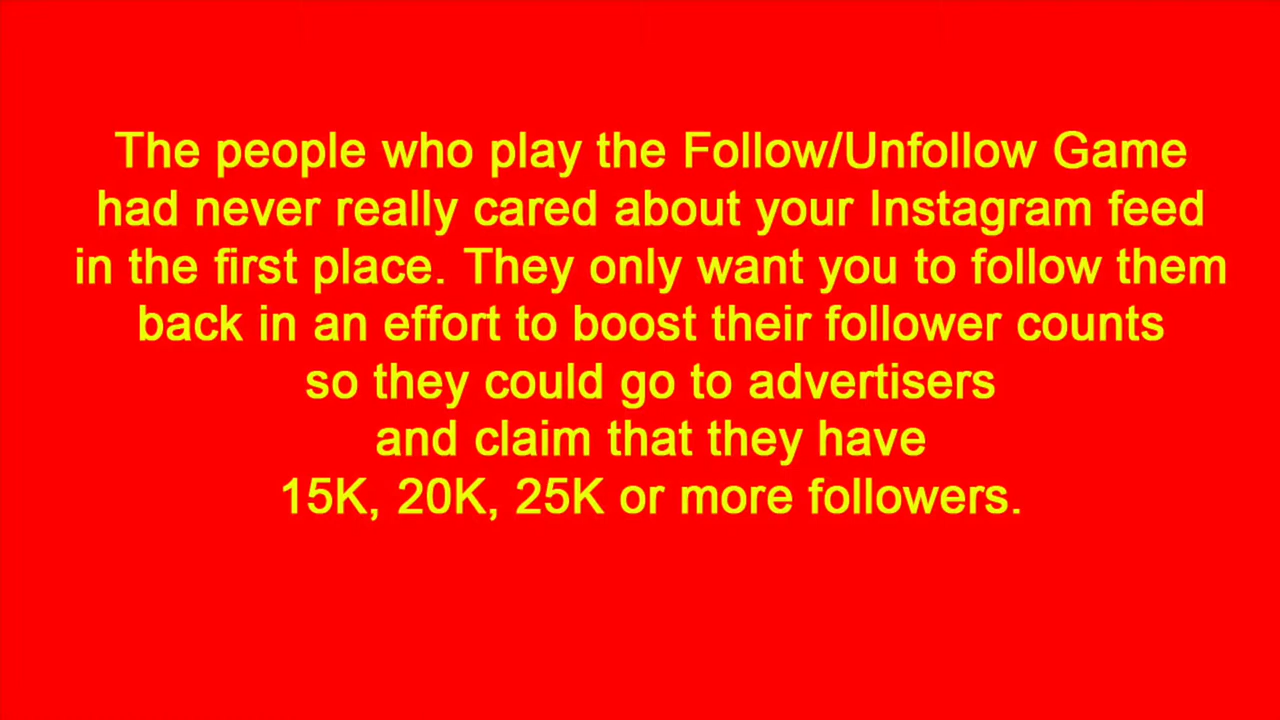 The people who play the Follow/Unfollow Game
had never really cared about your Instagram feed
in the first place. They only want you to follow them
back in an effort to boost their follower counts
so they could go to advertisers
and claim that they have
15K, 20K, 25K or more followers.